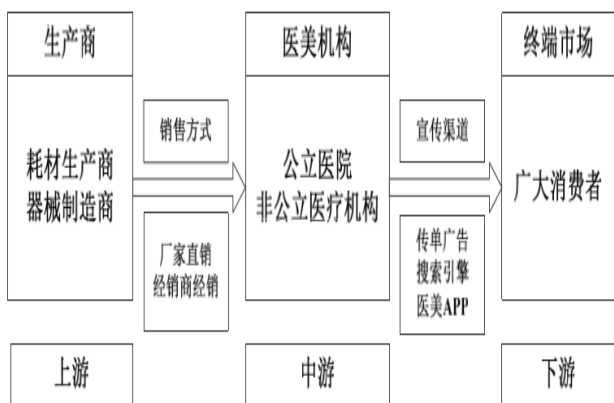 生产商
医美机构
终端市场
销售方式
宣传渠道
耗材生产商
器械制造商
公立医院
非公立医疗机构
广大消费者
厂家直销
经销商经销
传单广告
搜索引擎
医美APP
上游
中游
下游